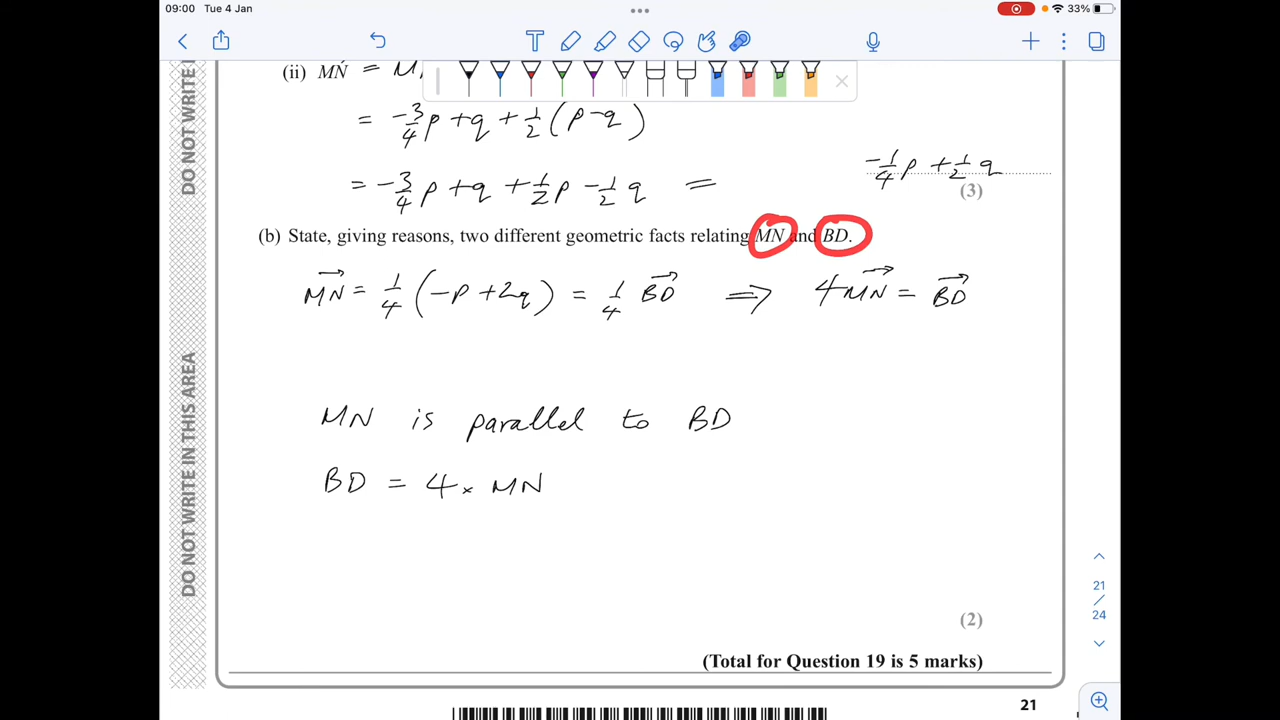 09:00 Tue 4 Jan
33%
DO NOT WRITE I
(ii) MN = M
= -3/4 p + q + 1/2 (p - q)
= -3/4 p + q + 1/2 p - 1/2 q =
-1/4 p + 1/2 q
(3)
(b) State, giving reasons, two different geometric facts relating MN and BD.
MN = 1/4 (-p + 2q) = 1/4 BD ⇒ 4MN = BD
DO NOT WRITE IN THIS AREA
MN is parallel to BD
BD = 4 × MN
21
/
24
(2)
(Total for Question 19 is 5 marks)
21